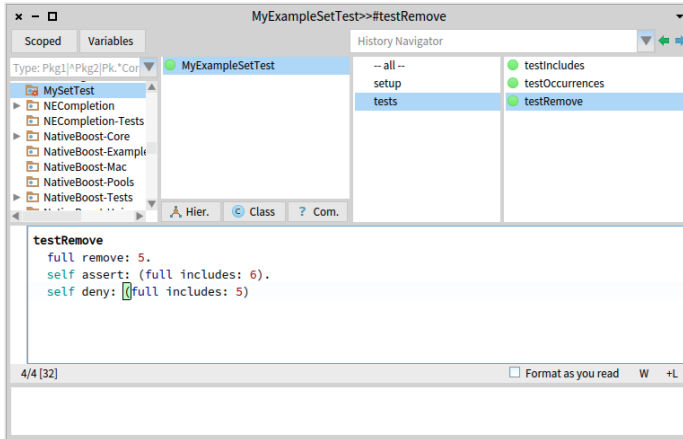 MyExampleSetTest>>#testRemove
Scoped
Variables
History Navigator
Type: Pkg1|^Pkg2|Pk.*Cor
MySetTest
NECompletion
NECompletion-Tests
NativeBoost-Core
NativeBoost-Example
NativeBoost-Mac
NativeBoost-Pools
NativeBoost-Tests
MyExampleSetTest
Hier.
Class
? Com.
-- all --
setup
tests
testIncludes
testOccurrences
testRemove
testRemove
full remove: 5.
self assert: (full includes: 6).
self deny: (full includes: 5)
4/4 [32]
Format as you read
W
+L